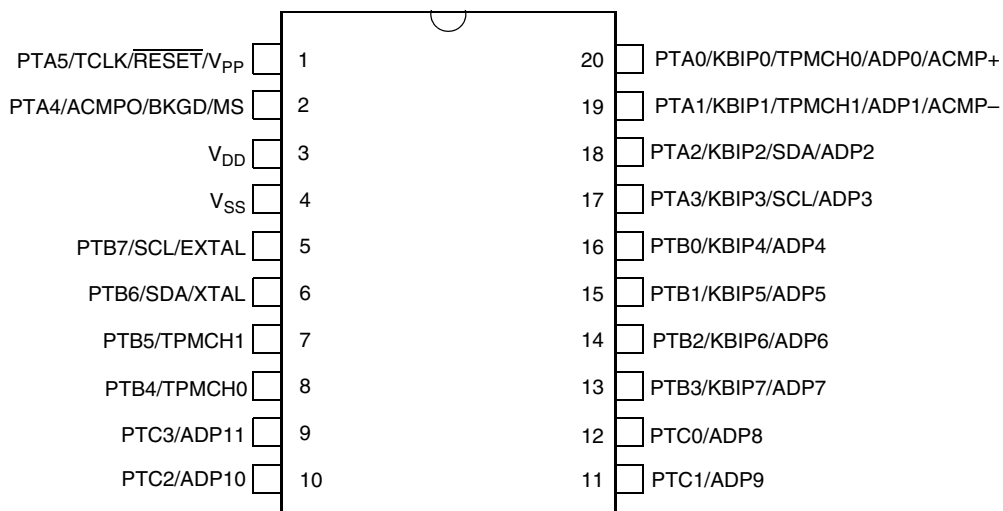 PTA5/TCLK/RESET/VPP 1 20 PTA0/KBIP0/TPMCH0/ADP0/ACMP+
PTA4/ACMPO/BKGD/MS 2 19 PTA1/KBIP1/TPMCH1/ADP1/ACMP–
VDD 3 18 PTA2/KBIP2/SDA/ADP2
VSS 4 17 PTA3/KBIP3/SCL/ADP3
PTB7/SCL/EXTAL 5 16 PTB0/KBIP4/ADP4
PTB6/SDA/XTAL 6 15 PTB1/KBIP5/ADP5
PTB5/TPMCH1 7 14 PTB2/KBIP6/ADP6
PTB4/TPMCH0 8 13 PTB3/KBIP7/ADP7
PTC3/ADP11 9 12 PTC0/ADP8
PTC2/ADP10 10 11 PTC1/ADP9